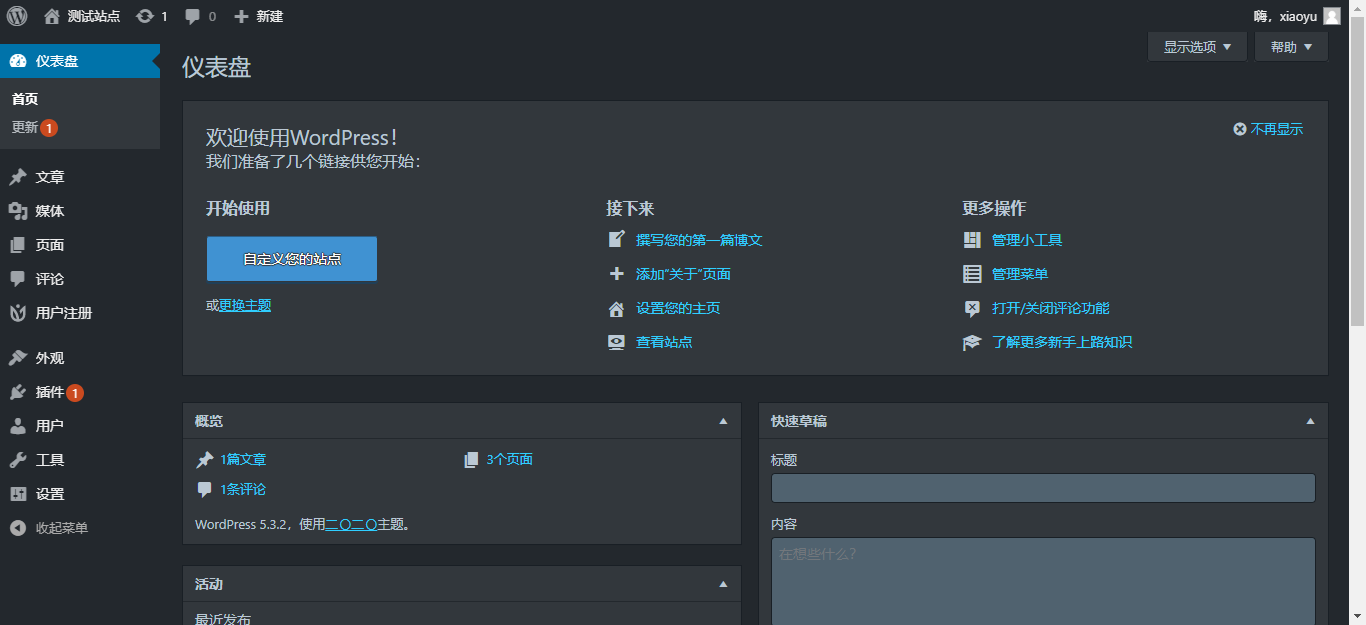 测试站点 1 0 新建
嗨，xiaoyu
显示选项 帮助
仪表盘
首页
更新 1
文章
媒体
页面
评论
用户注册
外观
插件 1
用户
工具
设置
收起菜单
仪表盘
欢迎使用WordPress！
我们准备了几个链接供您开始：
不再显示
开始使用
自定义您的站点
或更换主题
接下来
撰写您的第一篇博文
添加“关于”页面
设置您的主页
查看站点
更多操作
管理小工具
管理菜单
打开/关闭评论功能
了解更多新手上路知识
概览
1篇文章
3个页面
1条评论
WordPress 5.3.2，使用二〇二〇主题。
活动
最近发布
快速草稿
标题
内容
在想些什么？